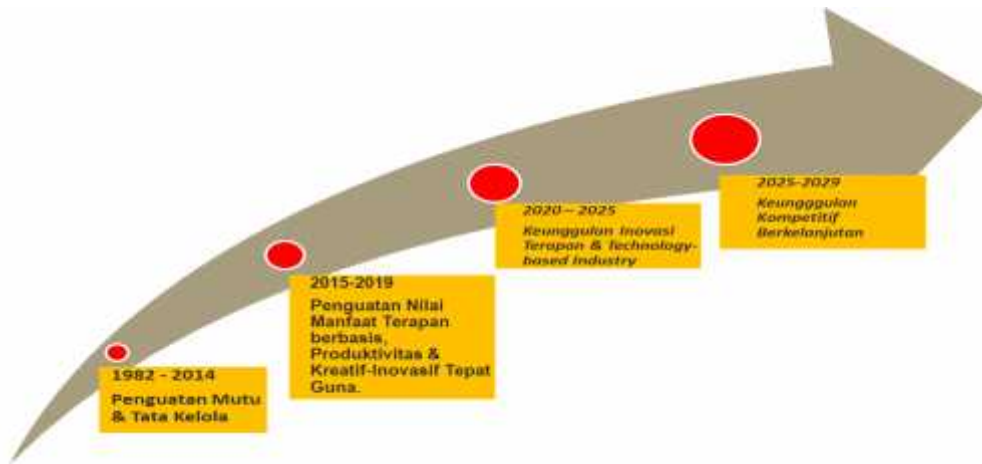 1982 - 2014
Penguatan Mutu
& Tata Kelola
2015-2019
Penguatan Nilai
Manfaat Terapan
berbasis,
Produktivitas &
Kreatif-Inovasif Tepat
Guna.
2020 – 2025
Keunggulan Inovasi
Terapan & Technology-
based Industry
2025-2029
Keungggulan
Kompetitif
Berkelanjutan